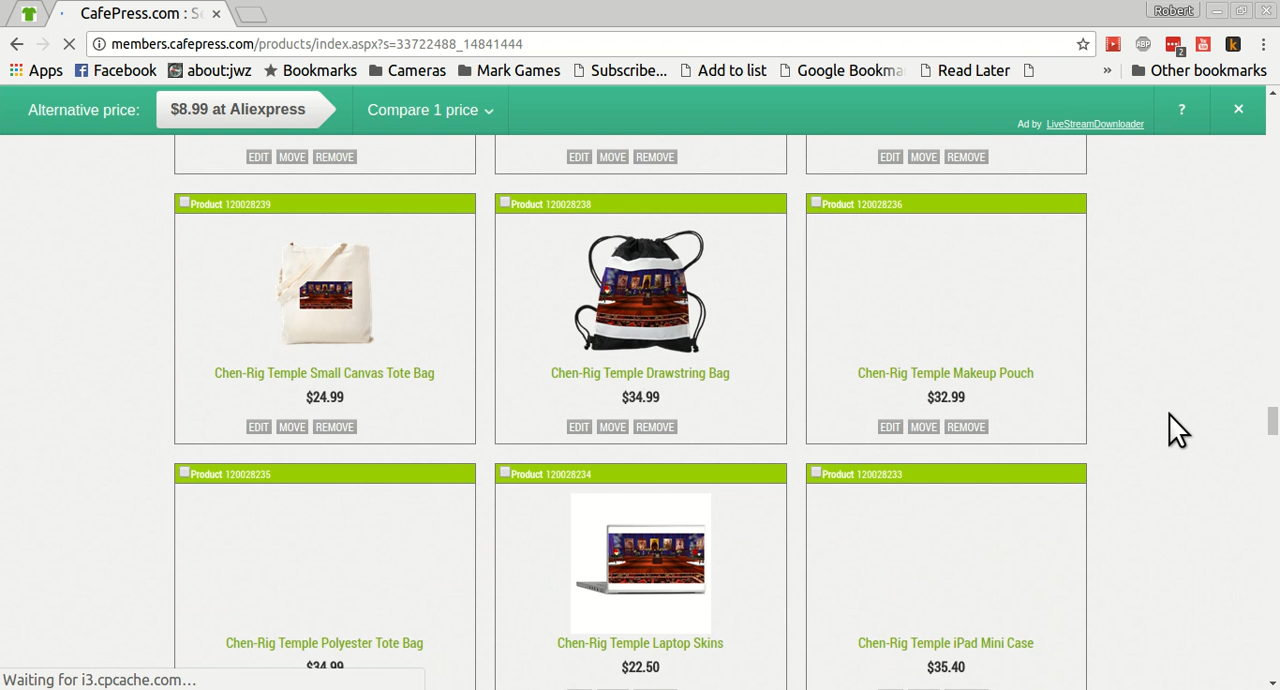 Robert
CafePress.com : Se
members.cafepress.com/products/index.aspx?s=33722488_14841444
ABP
2
You
k
Apps Facebook about:jwz Bookmarks Cameras Mark Games Subscribe... Add to list Google Bookma Read Later » Other bookmarks
Alternative price: $8.99 at Aliexpress Compare 1 price ? ×
Ad by LiveStreamDownloader
EDIT MOVE REMOVE EDIT MOVE REMOVE EDIT MOVE REMOVE
Product 120028239 Product 120028238 Product 120028236
Chen-Rig Temple Small Canvas Tote Bag Chen-Rig Temple Drawstring Bag Chen-Rig Temple Makeup Pouch
$24.99 $34.99 $32.99
EDIT MOVE REMOVE EDIT MOVE REMOVE EDIT MOVE REMOVE
Product 120028235 Product 120028234 Product 120028233
Chen-Rig Temple Polyester Tote Bag Chen-Rig Temple Laptop Skins Chen-Rig Temple iPad Mini Case
$34.99 $22.50 $35.40
Waiting for i3.cpcache.com...